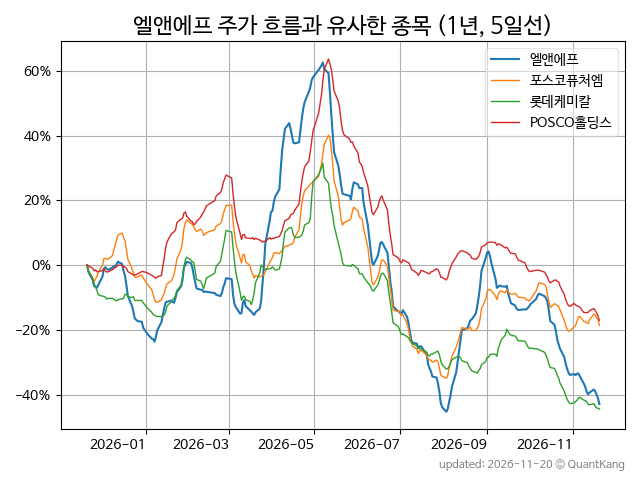 엘앤에프 주가 흐름과 유사한 종목 (1년, 5일선)
엘앤에프
포스코퓨처엠
롯데케미칼
POSCO홀딩스
60%
40%
20%
0%
−20%
−40%
2026-01 2026-03 2026-05 2026-07 2026-09 2026-11
updated: 2026-11-20 © QuantKang